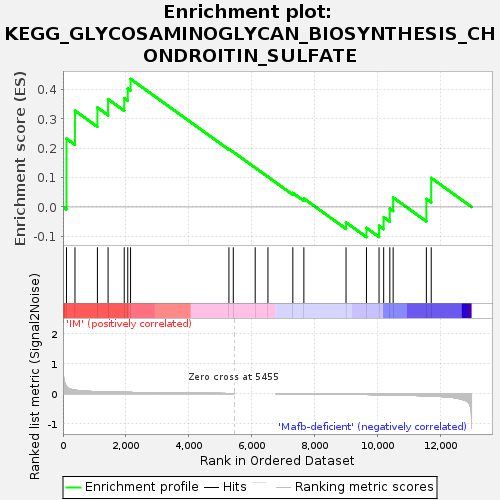 Enrichment plot:
KEGG_GLYCOSAMINOGLYCAN_BIOSYNTHESIS_CH
ONDROITIN_SULFATE
Enrichment score (ES)
0.4
0.3
0.2
0.1
0.0
-0.1
'IM' (positively correlated)
Ranked list metric (Signal2Noise)
2
1
0
-1
Zero cross at 5455
'Mafb-deficient' (negatively correlated)
0 2,000 4,000 6,000 8,000 10,000 12,000
Rank in Ordered Dataset
Enrichment profile Hits Ranking metric scores